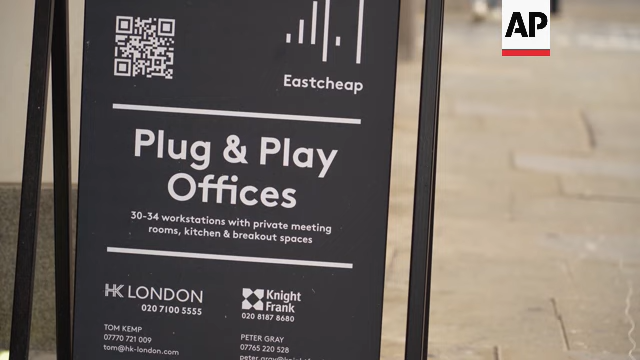 AP
Eastcheap
Plug & Play
Offices
30-34 workstations with private meeting
rooms, kitchen & breakout spaces
HK LONDON
020 7100 5555
Knight
Frank
020 8187 8680
TOM KEMP
07770 721 009
tom@hk-london.com
PETER GRAY
07765 220 528